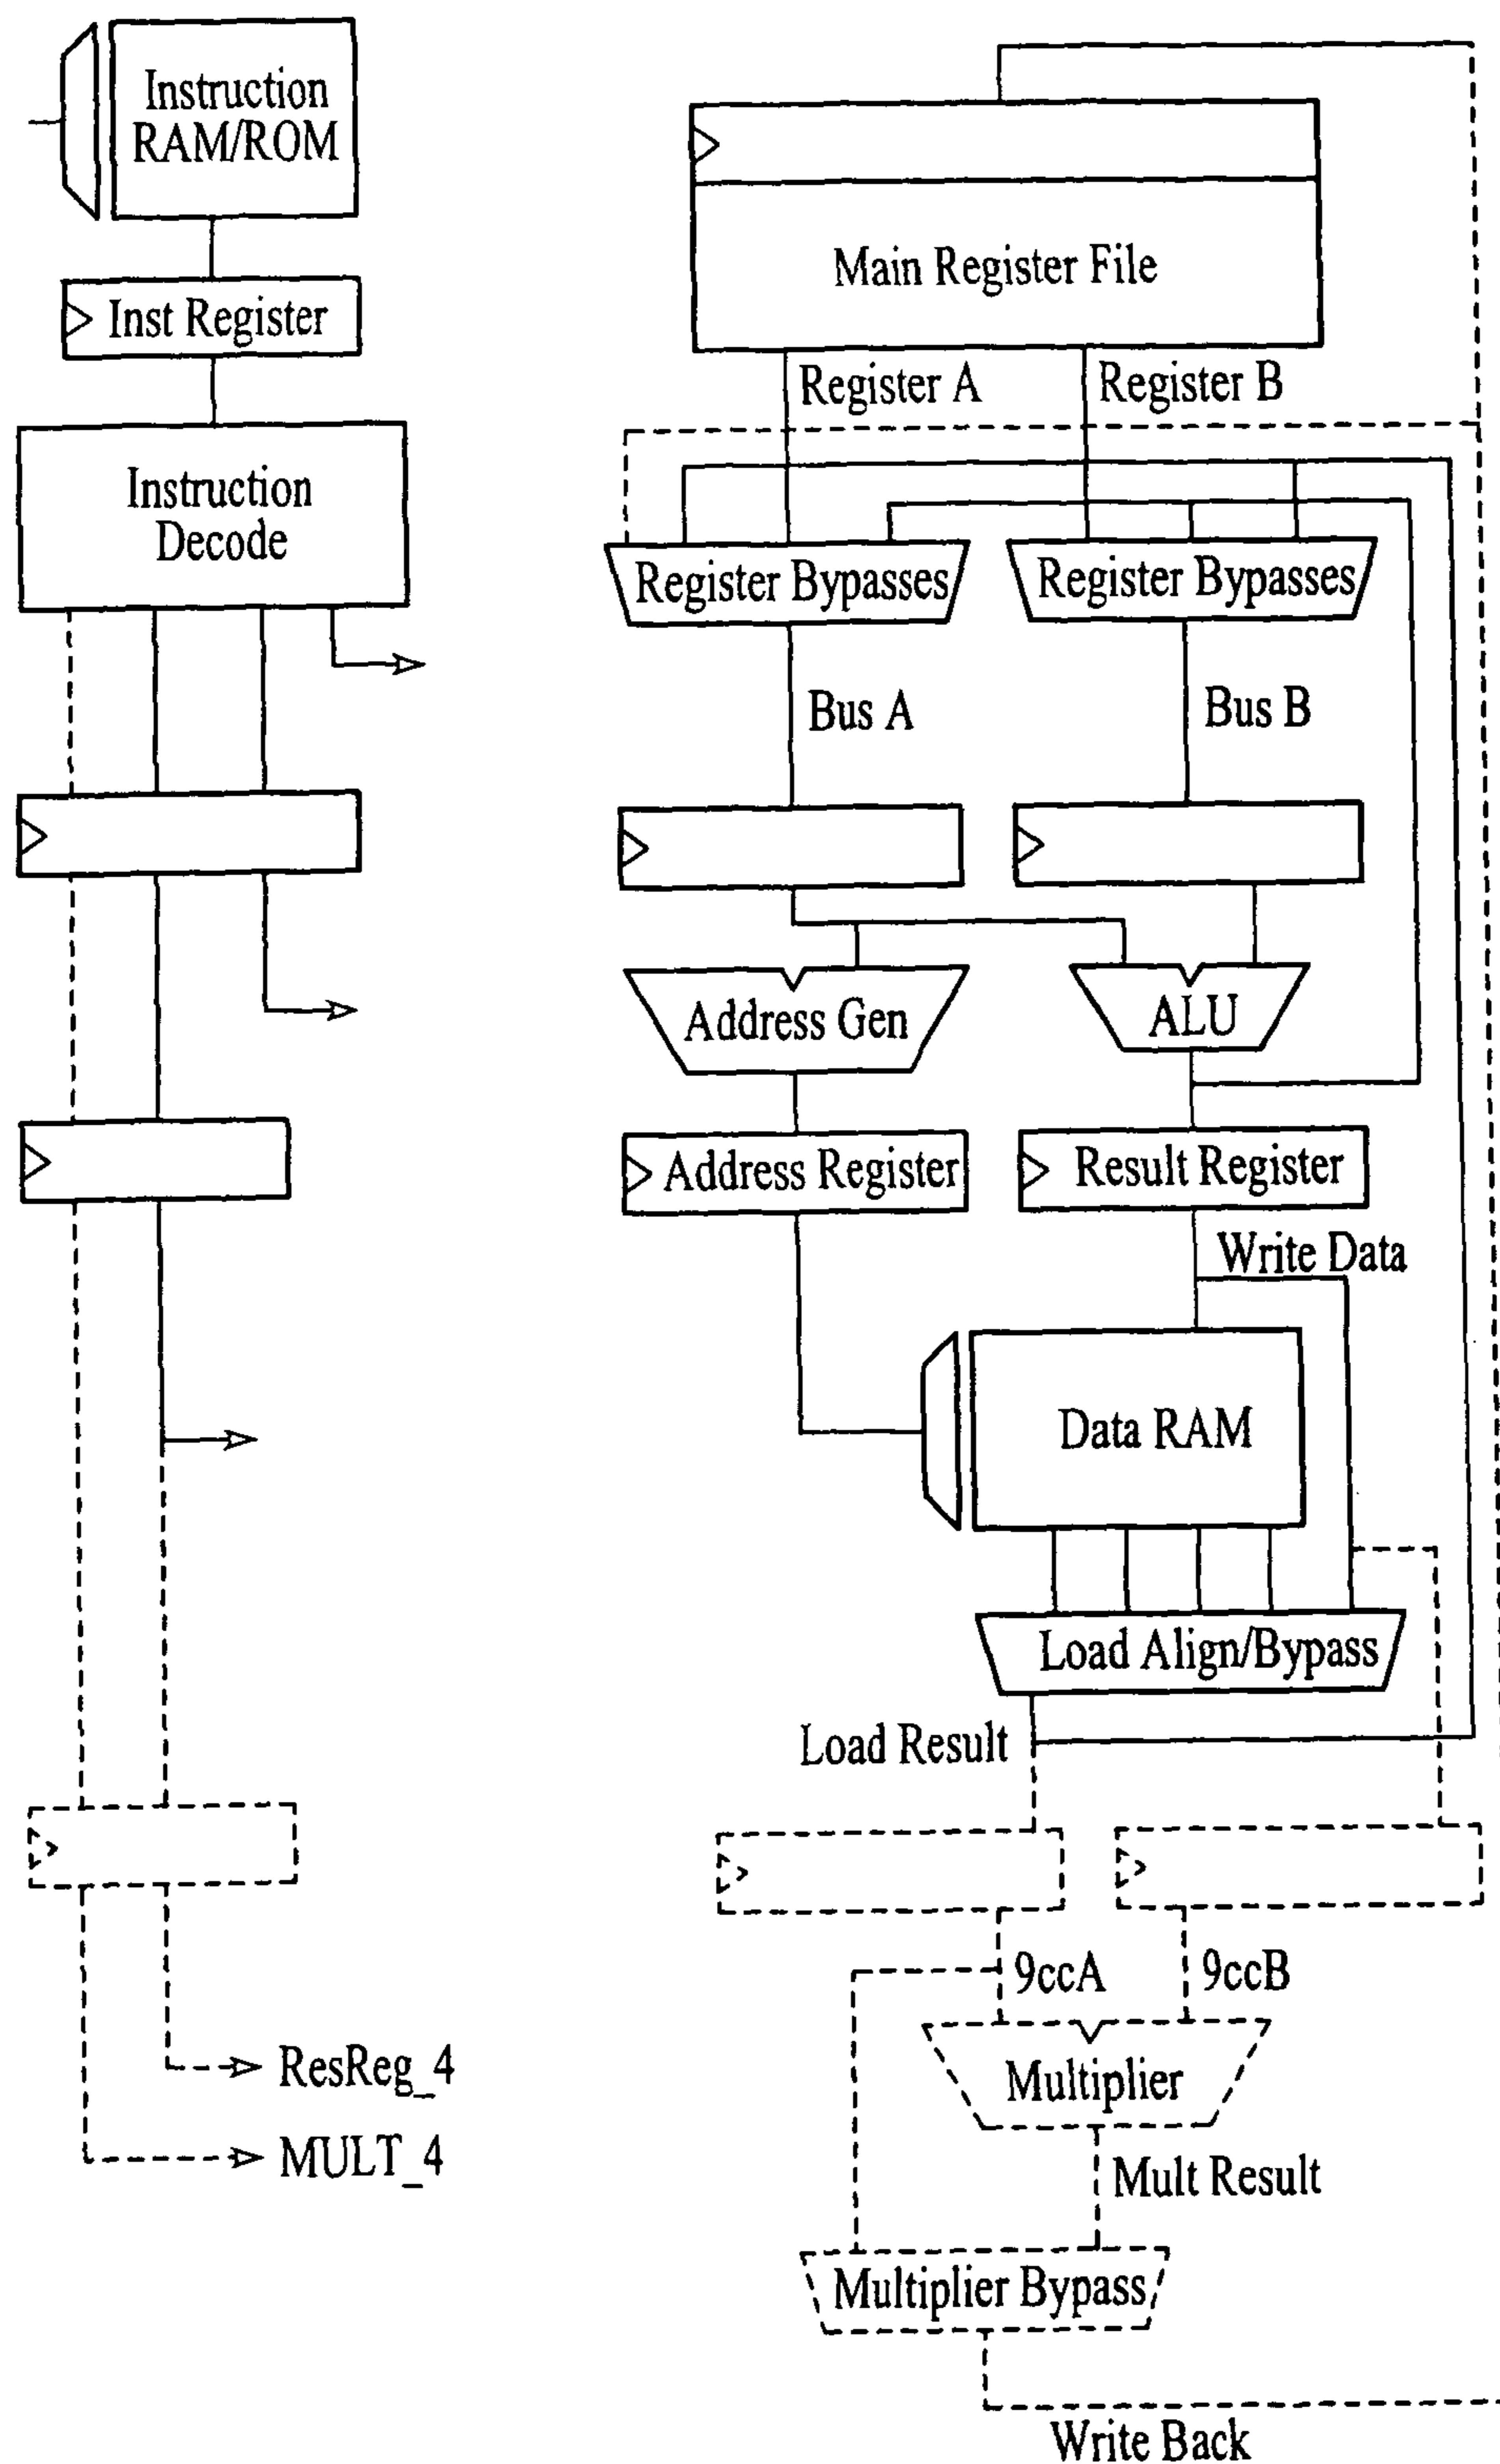 Instruction
RAM/ROM
Inst Register
Instruction
Decode
ResReg_4
MULT_4
Main Register File
Register A
Register B
Register Bypasses
Register Bypasses
Bus A
Bus B
Address Gen
ALU
Address Register
Result Register
Write Data
Data RAM
Load Align/Bypass
Load Result
9ccA
9ccB
Multiplier
Mult Result
Multiplier Bypass
Write Back